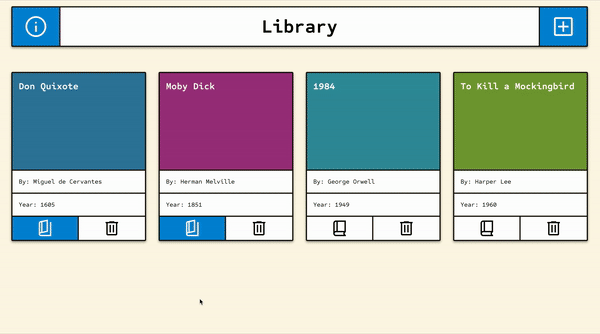 Library
Don Quixote
By: Miguel de Cervantes
Year: 1605
Moby Dick
By: Herman Melville
Year: 1851
1984
By: George Orwell
Year: 1949
To Kill a Mockingbird
By: Harper Lee
Year: 1960